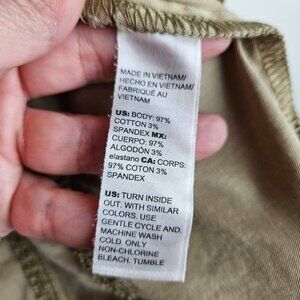 MADE IN VIETNAM/
HECHO EN VIETNAM/
FABRIQUÉ AU
VIETNAM
US: BODY: 97%
COTTON 3%
SPANDEX MX:
CUERPO: 97%
ALGODÓN 3%
elastano CA: CORPS:
97% COTON 3%
SPANDEX
US: TURN INSIDE
OUT. WITH SIMILAR
COLORS. USE
GENTLE CYCLE AND
MACHINE WASH
COLD. ONLY
NON-CHLORINE
BLEACH. TUMBLE